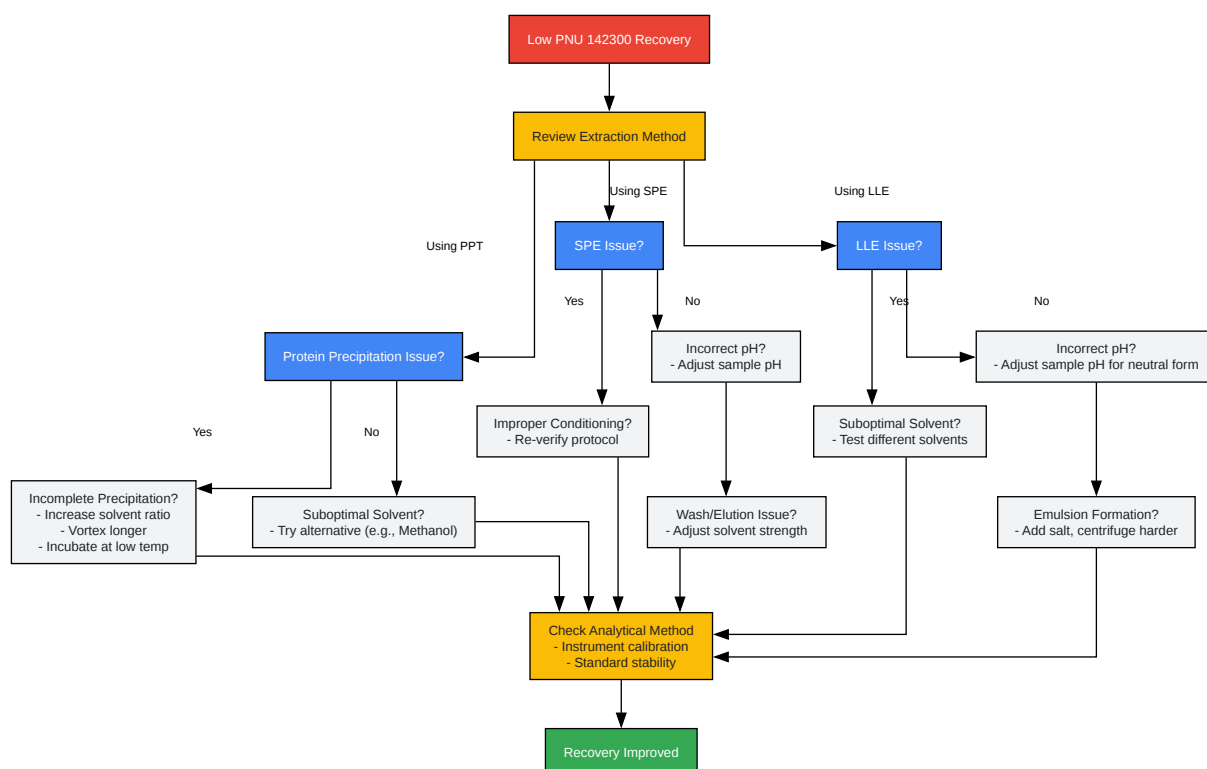 Low PNU 142300 Recovery
Review Extraction Method
Using SPE
Using LLE
SPE Issue?
LLE Issue?
Using PPT
Yes
No
Yes
No
Protein Precipitation Issue?
Incorrect pH?
- Adjust sample pH
Incorrect pH?
- Adjust sample pH for neutral form
Yes
No
Improper Conditioning?
- Re-verify protocol
Suboptimal Solvent?
- Test different solvents
Incomplete Precipitation?
- Increase solvent ratio
- Vortex longer
- Incubate at low temp
Suboptimal Solvent?
- Try alternative (e.g., Methanol)
Wash/Elution Issue?
- Adjust solvent strength
Emulsion Formation?
- Add salt, centrifuge harder
Check Analytical Method
- Instrument calibration
- Standard stability
Recovery Improved